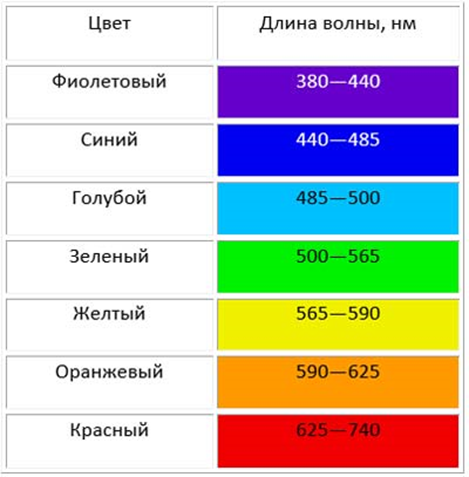 Цвет Длина волны, нм
Фиолетовый 380—440
Синий 440—485
Голубой 485—500
Зеленый 500—565
Желтый 565—590
Оранжевый 590—625
Красный 625—740